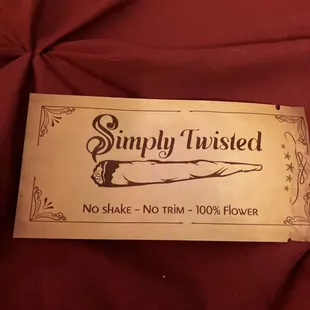 Simply Twisted
No shake - No trim - 100% Flower